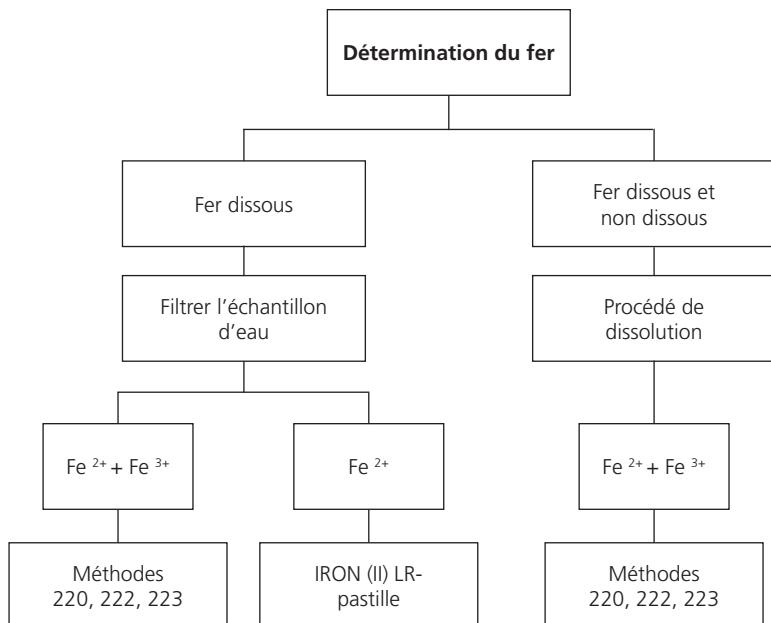 Détermination du fer
Fer dissous
Fer dissous et
non dissous
Filtrer l’échantillon
d’eau
Procédé de
dissolution
Fe ²⁺ + Fe ³⁺
Fe ²⁺
Fe ²⁺ + Fe ³⁺
Méthodes
220, 222, 223
IRON (II) LR-
pastille
Méthodes
220, 222, 223